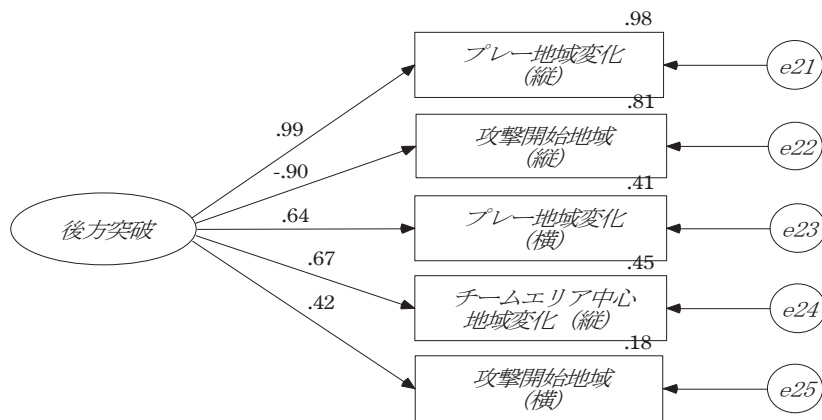 .98
プレー地域変化
(縦)
e21
.99
.81
攻撃開始地域
(縦)
e22
-.90
.41
後方突破
.64
プレー地域変化
(横)
e23
.67
.45
チームエリア中心
地域変化 (縦)
e24
.42
.18
攻撃開始地域
(横)
e25